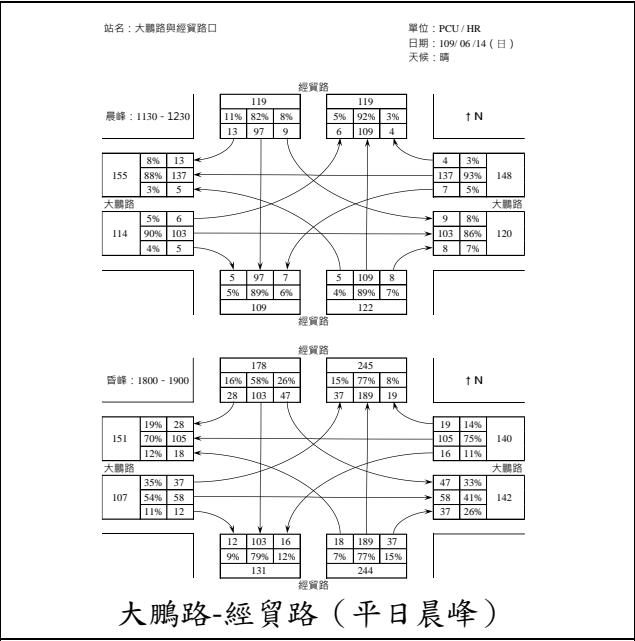 站名：大鵬路與經貿路口
單位：PCU / HR
日期：109/ 06 /14（日）
天候：晴
經貿路
晨峰：1130 - 1230
119 119
11% 82% 8% 5% 92% 3%
13 97 9 6 109 4
↑N
155
8% 13
88% 137
3% 5
4 3%
137 93%
7 5%
148
大鵬路 大鵬路
114
5% 6
90% 103
4% 5
9 8%
103 86%
8 7%
120
5 97 7 5 109 8
5% 89% 6% 4% 89% 7%
109 122
經貿路
經貿路
昏峰：1800 - 1900
178 245
16% 58% 26% 15% 77% 8%
28 103 47 37 189 19
↑N
151
19% 28
70% 105
12% 18
19 14%
105 75%
16 11%
140
大鵬路 大鵬路
107
35% 37
54% 58
11% 12
47 33%
58 41%
37 26%
142
12 103 16 18 189 37
9% 79% 12% 7% 77% 15%
131 244
經貿路
大鵬路-經貿路（平日晨峰）